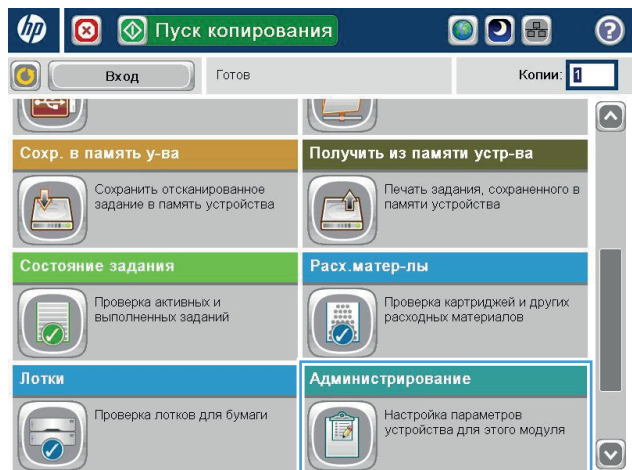 hp
Пуск копирования
?
Вход
Готов
Копии: 1
Сохр. в память у-ва
Сохранить отсканированное
задание в память устройства
Получить из памяти устр-ва
Печать задания, сохраненного в
памяти устройства
Состояние задания
Проверка активных и
выполненных заданий
Расх.матер-лы
Проверка картриджей и других
расходных материалов
Лотки
Проверка лотков для бумаги
Администрирование
Настройка параметров
устройства для этого модуля